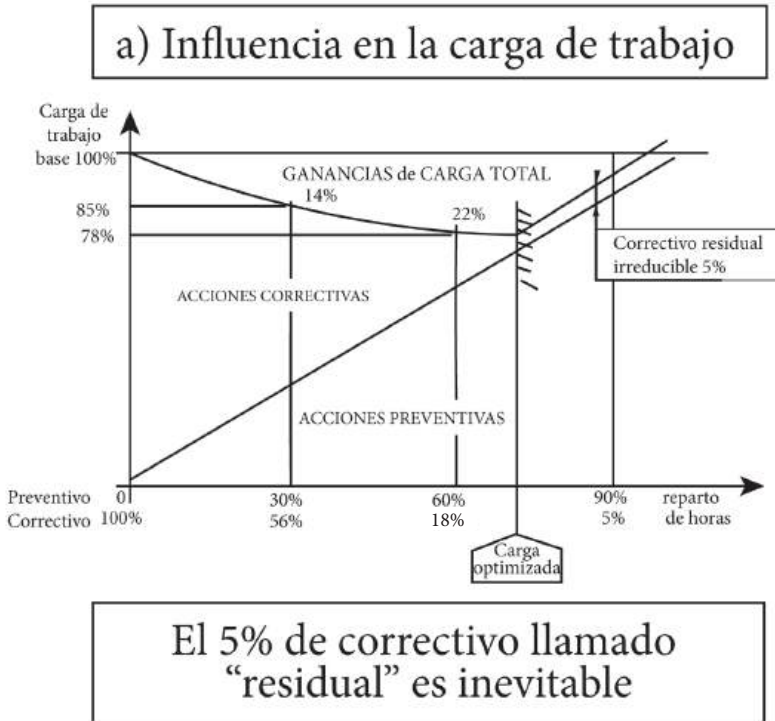 a) Influencia en la carga de trabajo
Carga de
trabajo
base 100%
GANANCIAS de CARGA TOTAL
14%
85%
22%
78%
Correctivo residual
irreducible 5%
ACCIONES CORRECTIVAS
ACCIONES PREVENTIVAS
Preventivo 0 30% 60% 90% reparto
Correctivo 100% 56% 18% 5% de horas
Carga
optimizada
El 5% de correctivo llamado
“residual” es inevitable